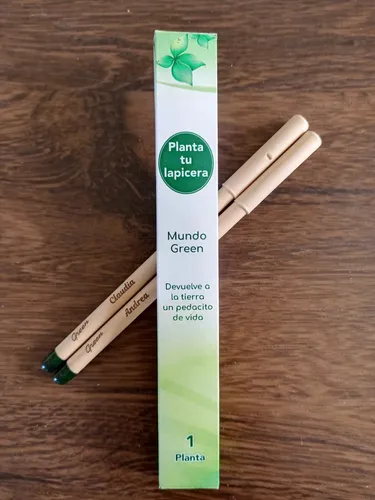 Planta
tu
lapicera
Mundo
Green
Devuelve a
la tierra
un pedacito
de vida
1
Planta
Green Claudia
Green Andrea